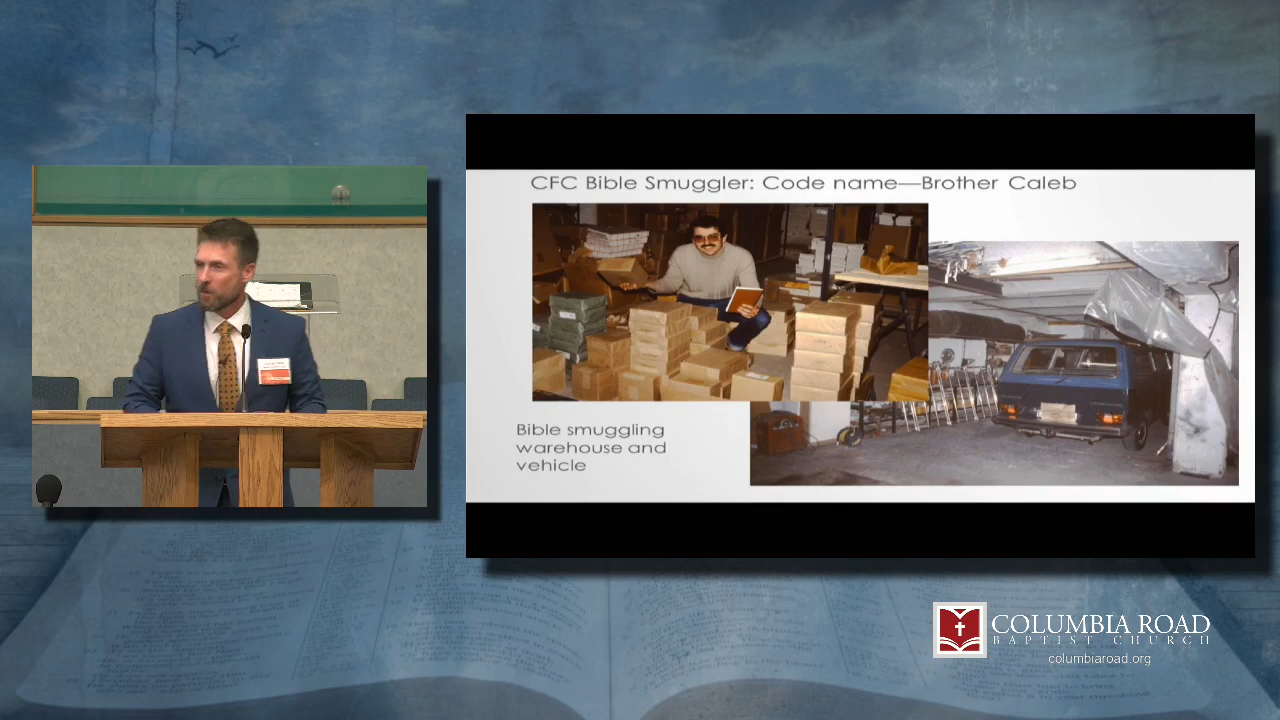 CFC Bible Smuggler: Code name—Brother Caleb
Bible smuggling
warehouse and
vehicle
COLUMBIA ROAD
BAPTIST CHURCH
columbiaroad.org